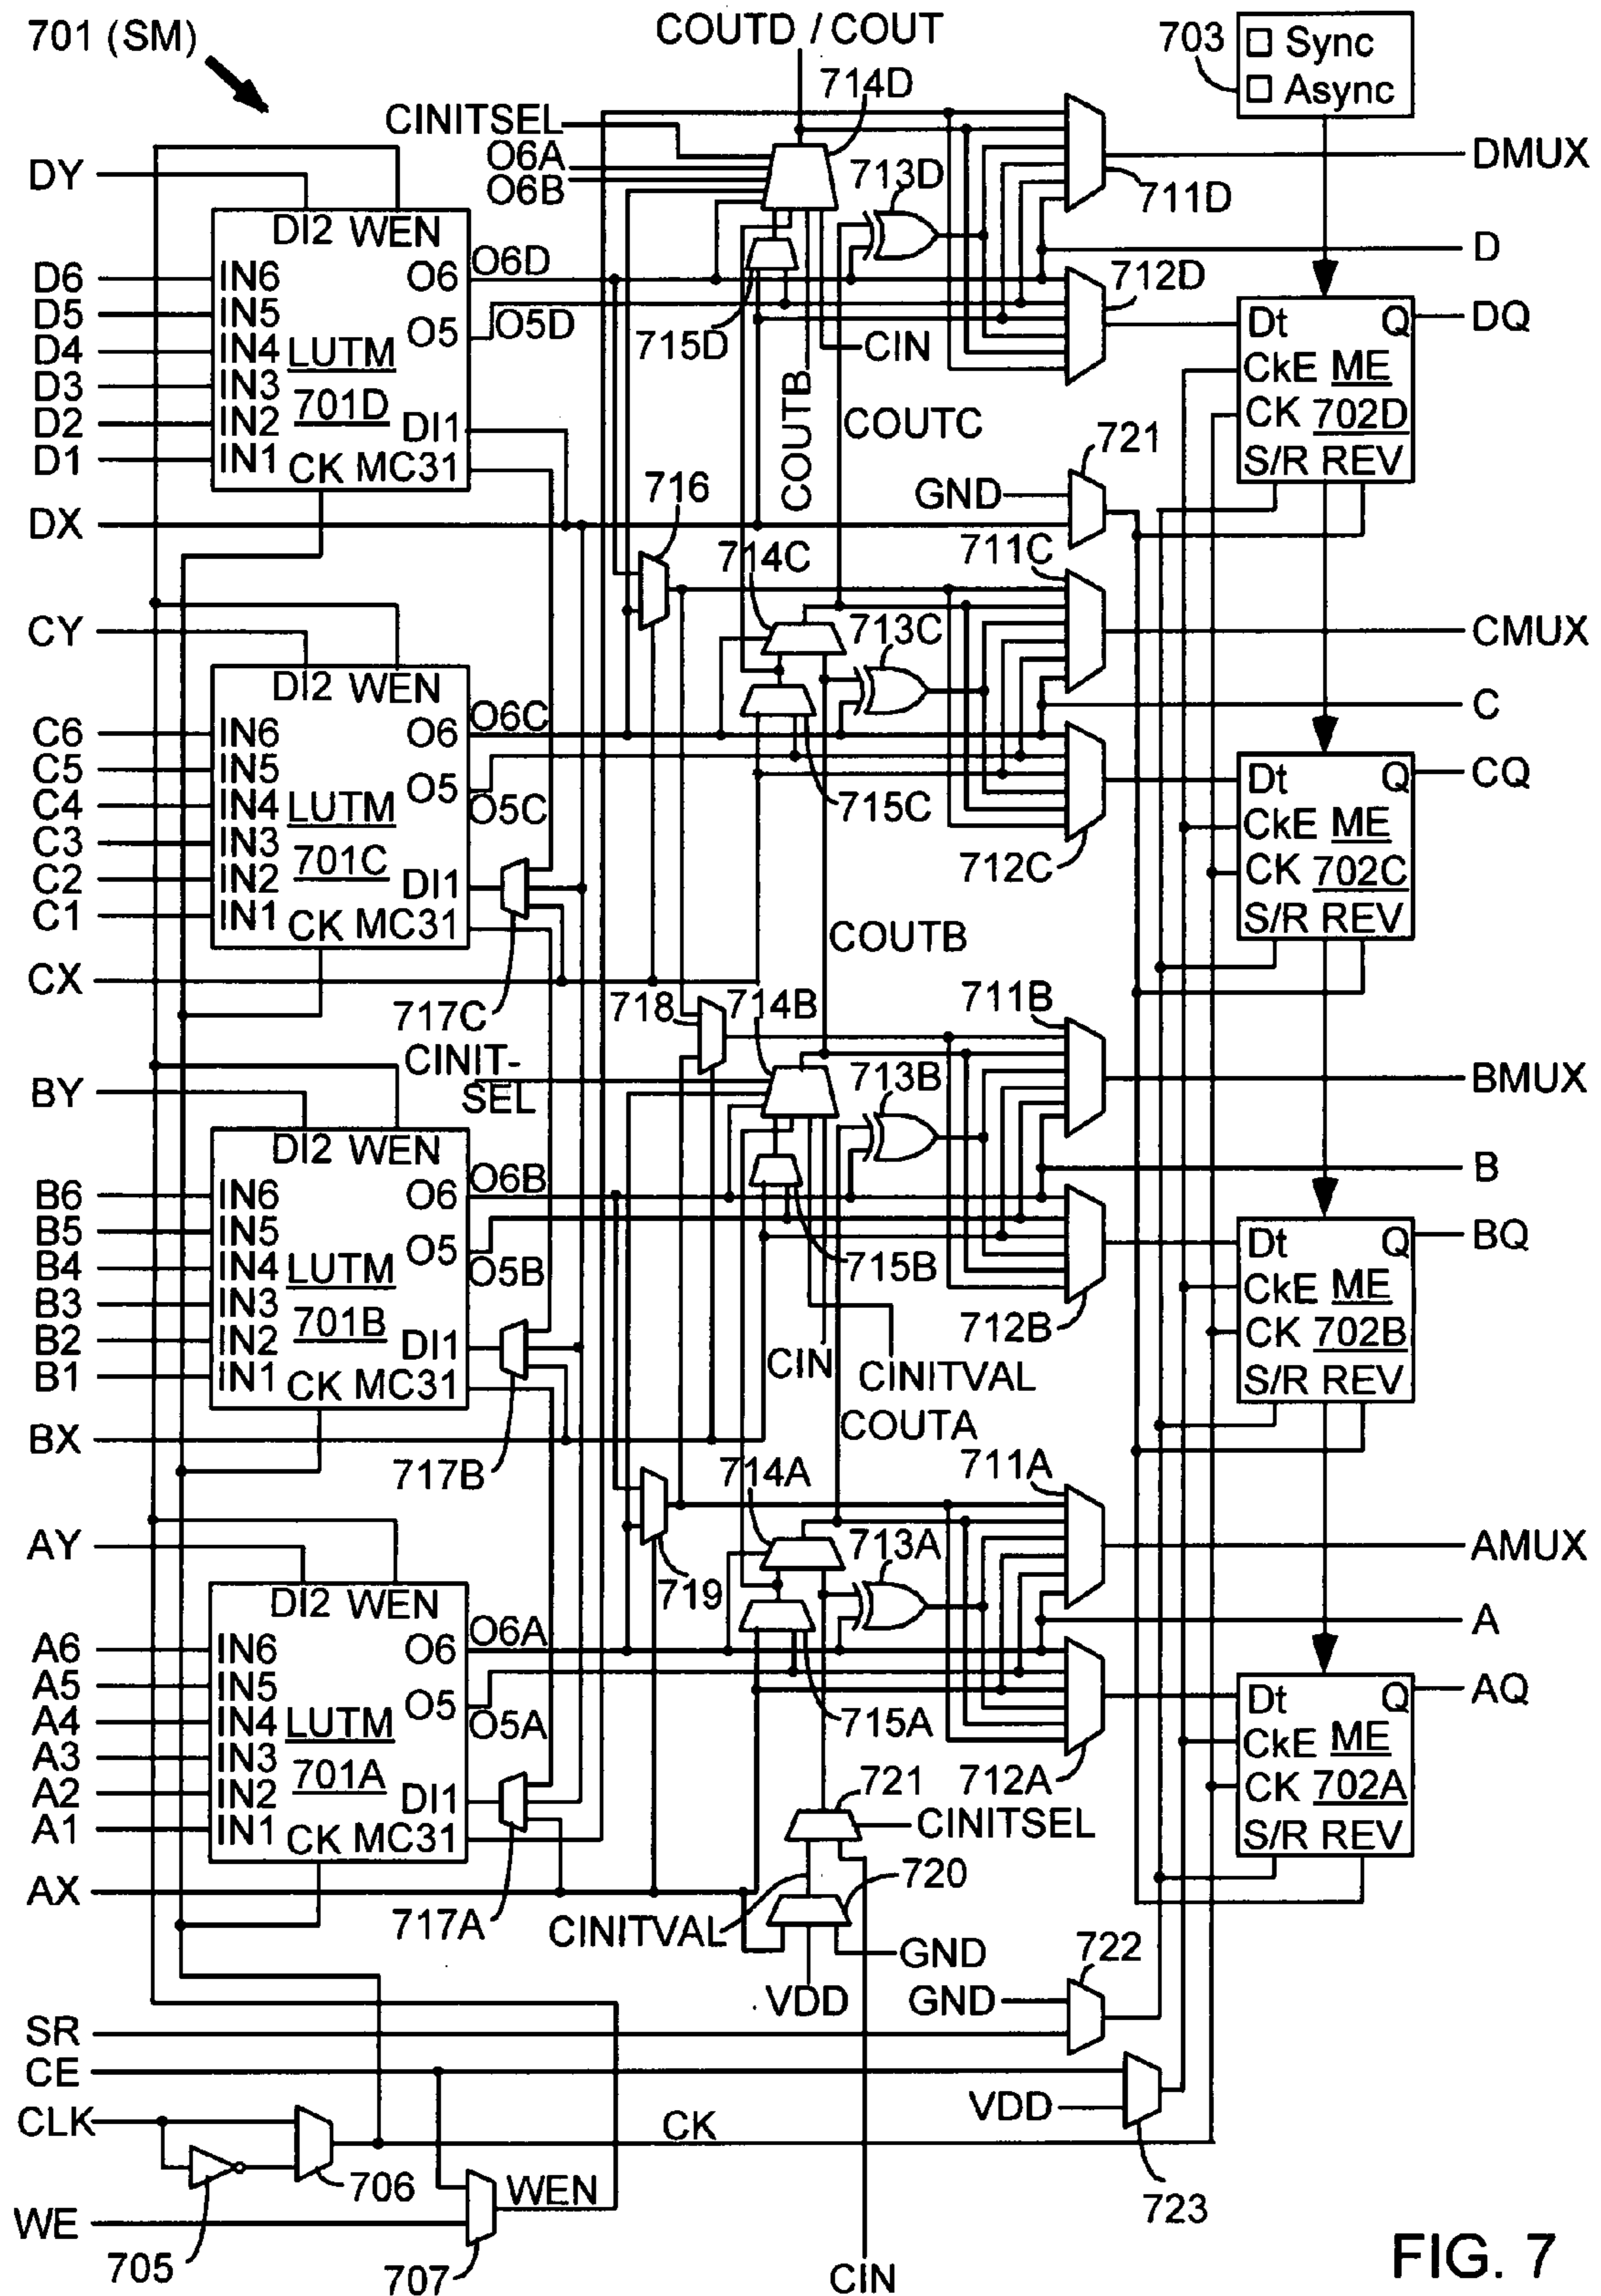 701 (SM)
COUTD / COUT
703
Sync
Async
714D
CINITSEL
O6A
O6B
713D
DMUX
711D
DY
DI2 WEN
D
D6
D5
D4
D3
D2
D1
IN6
IN5
IN4
IN3
IN2
IN1
LUTM
701D
O6
O5
DI1
CK MC31
O6D
O5D
715D
CIN
712D
COUTB
COUTC
Dt
Q
CkE ME
CK 702D
S/R REV
DQ
721
GND
716
DX
714C
711C
713C
CMUX
CY
DI2 WEN
C
C6
C5
C4
C3
C2
C1
IN6
IN5
IN4
IN3
IN2
IN1
LUTM
701C
O6
O5
DI1
CK MC31
O6C
O5C
715C
712C
Dt
Q
CkE ME
CK 702C
S/R REV
CQ
COUTB
CX
717C
718
714B
711B
CINIT-
SEL
713B
BMUX
BY
DI2 WEN
B
B6
B5
B4
B3
B2
B1
IN6
IN5
IN4
IN3
IN2
IN1
LUTM
701B
O6
O5
DI1
CK MC31
O6B
O5B
715B
712B
CIN
CINITVAL
COUTA
Dt
Q
CkE ME
CK 702B
S/R REV
BQ
BX
717B
714A
711A
719
713A
AMUX
AY
DI2 WEN
A
A6
A5
A4
A3
A2
A1
IN6
IN5
IN4
IN3
IN2
IN1
LUTM
701A
O6
O5
DI1
CK MC31
O6A
O5A
715A
712A
721
CINITSEL
720
Dt
Q
CkE ME
CK 702A
S/R REV
AQ
AX
717A
CINITVAL
GND
VDD
GND
722
SR
CE
CLK
WE
VDD
CK
723
705
706
WEN
707
CIN
FIG. 7